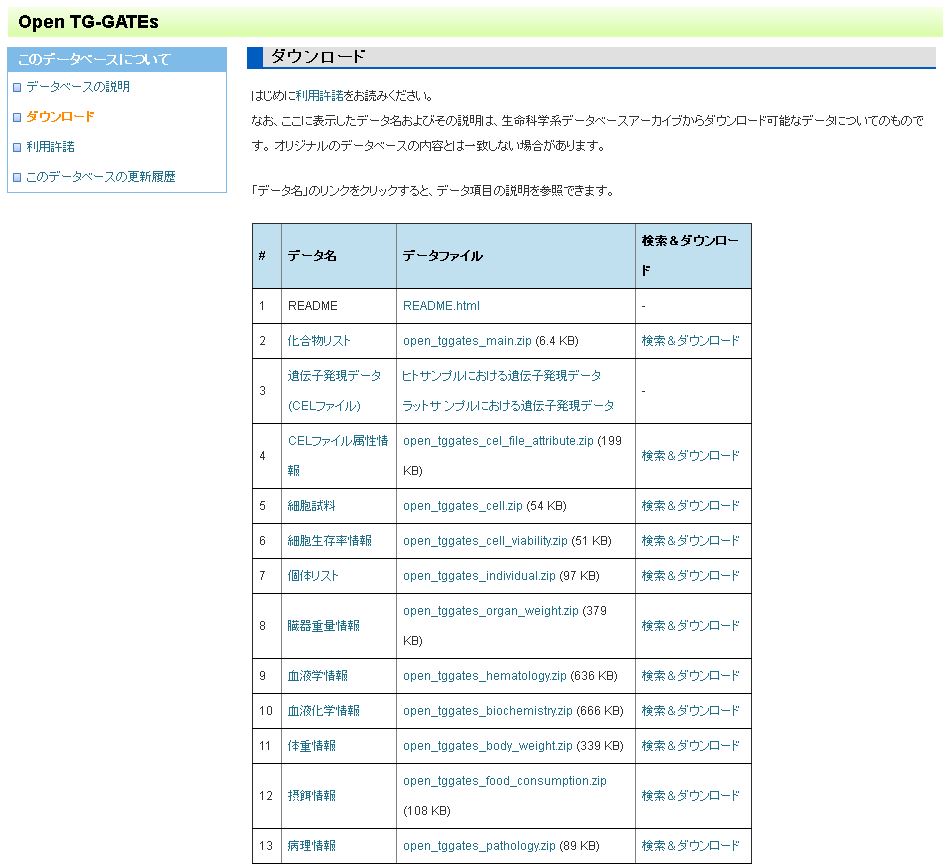 Open TG-GATEs
このデータベースについて
データベースの説明
ダウンロード
利用許諾
このデータベースの更新履歴
ダウンロード
はじめに利用許諾をお読みください。
なお、ここに表示したデータ名およびその説明は、生命科学系データベースアーカイブからダウンロード可能なデータについてのもので
す。オリジナルのデータベースの内容とは一致しない場合があります。
「データ名」のリンクをクリックすると、データ項目の説明を参照できます。
# データ名 データファイル 検索＆ダウンロー
ド
1 README README.html -
2 化合物リスト open_tggates_main.zip (6.4 KB) 検索＆ダウンロード
3 遺伝子発現データ ヒトサンプルにおける遺伝子発現データ -
(CELファイル) ラットサンプルにおける遺伝子発現データ
4 CELファイル属性情 open_tggates_cel_file_attribute.zip (199 検索＆ダウンロード
報 KB)
5 細胞試料 open_tggates_cell.zip (54 KB) 検索＆ダウンロード
6 細胞生存率情報 open_tggates_cell_viability.zip (51 KB) 検索＆ダウンロード
7 個体リスト open_tggates_individual.zip (97 KB) 検索＆ダウンロード
8 臓器重量情報 open_tggates_organ_weight.zip (379 検索＆ダウンロード
KB)
9 血液学情報 open_tggates_hematology.zip (636 KB) 検索＆ダウンロード
10 血液化学情報 open_tggates_biochemistry.zip (666 KB) 検索＆ダウンロード
11 体重情報 open_tggates_body_weight.zip (339 KB) 検索＆ダウンロード
12 摂餌情報 open_tggates_food_consumption.zip 検索＆ダウンロード
(108 KB)
13 病理情報 open_tggates_pathology.zip (89 KB) 検索＆ダウンロード